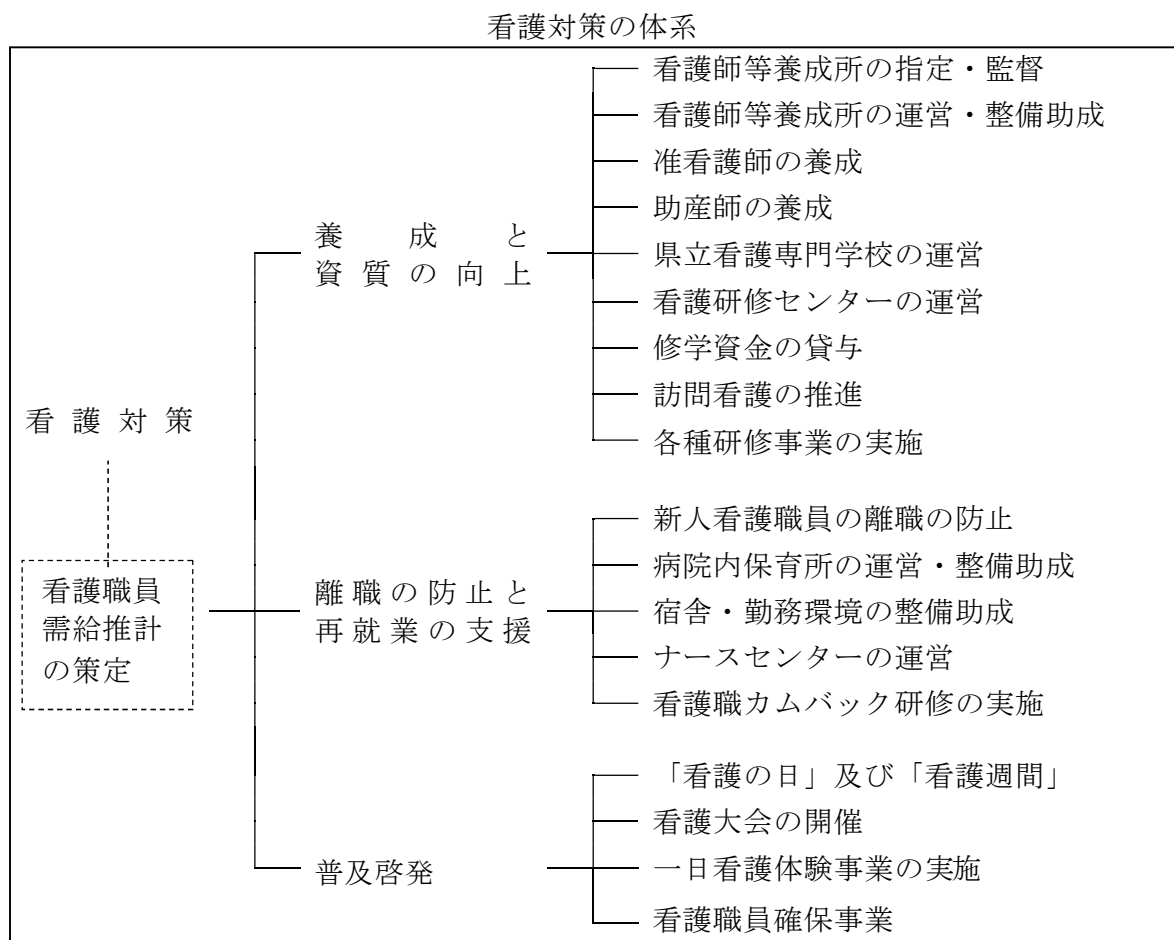 看護対策の体系
看護師等養成所の指定・監督
看護師等養成所の運営・整備助成
准看護師の養成
助産師の養成
養成と
資質の向上
県立看護専門学校の運営
看護研修センターの運営
修学資金の貸与
訪問看護の推進
各種研修事業の実施
看護対策
看護職員
需給推計
の策定
離職の防止と
再就業の支援
新人看護職員の離職の防止
病院内保育所の運営・整備助成
宿舎・勤務環境の整備助成
ナースセンターの運営
看護職カムバック研修の実施
普及啓発
「看護の日」及び「看護週間」
看護大会の開催
一日看護体験事業の実施
看護職員確保事業